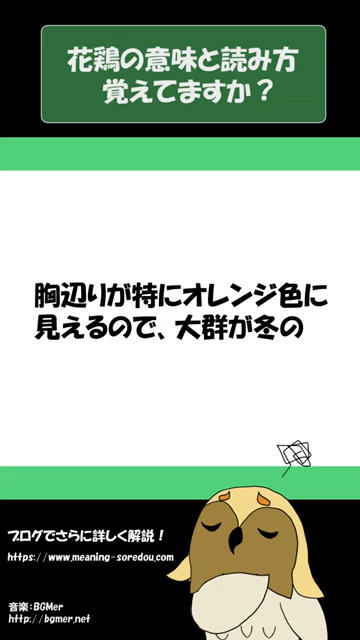 花鶏の意味と読み方
覚えてますか？
胸辺りが特にオレンジ色に
見えるので、大群が冬の
ブログでさらに詳しく解説！
https://www.meaning-soredou.com
音楽：BGMer
http://bgmer.net